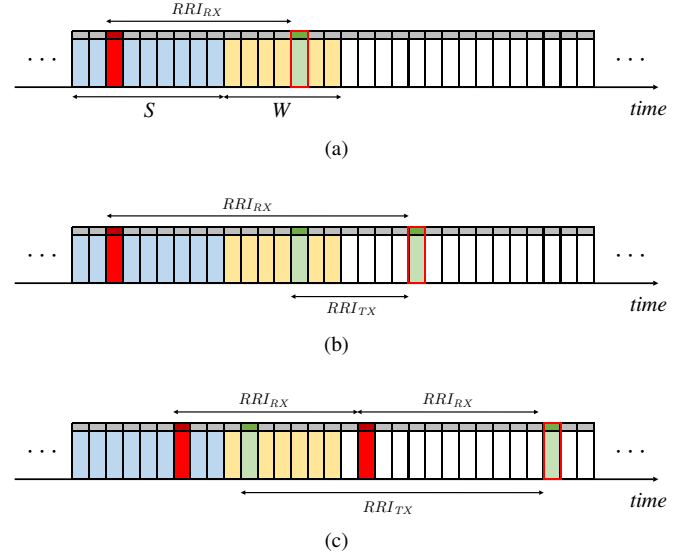 RRI_RX
. . .
. . .
S
W
time
(a)
RRI_RX
. . .
. . .
RRI_TX
time
(b)
RRI_RX
RRI_RX
. . .
. . .
RRI_TX
time
(c)